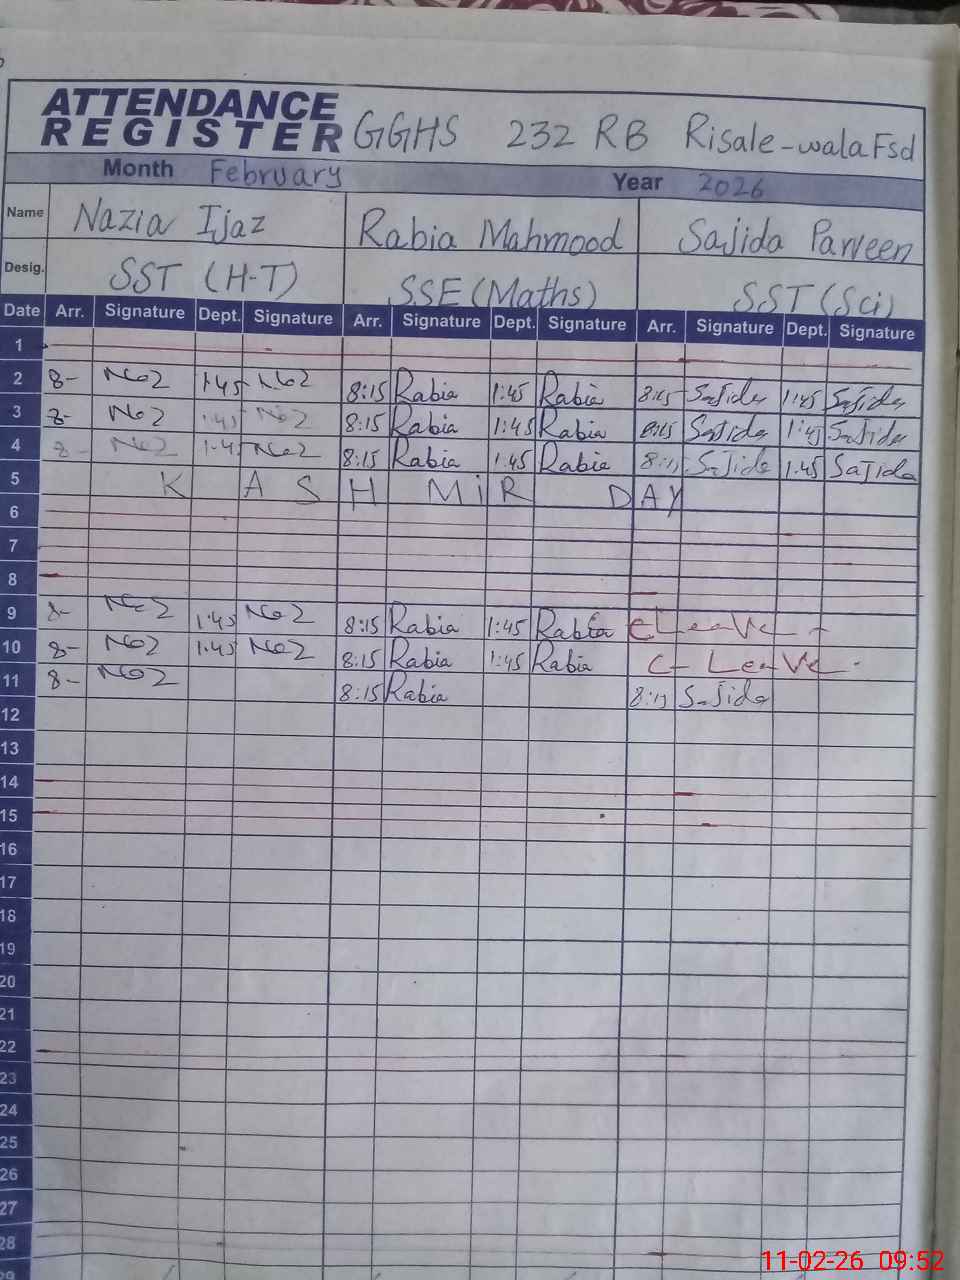 ATTENDANCE
REGISTER GGHS 232 RB Risale-wala Fsd
Month February Year 2026
Name Nazia Ijaz Rabia Mahmood Sajida Parveen
Desig. SST (H-T) SSE (Maths) SST (Sci)
Date Arr. Signature Dept. Signature Arr. Signature Dept. Signature Arr. Signature Dept. Signature
1
2 8- 1:45 8:15 Rabia 1:45 Rabia 8:15 Sajida 1:45 Sajida
3 8- 1:45 8:15 Rabia 1:45 Rabia 8:15 Sajida 1:45 Sajida
4 8- 1:45 8:15 Rabia 1:45 Rabia 8:15 Sajida 1:45 SaJida
5 KASHMiR DAY
6
7
8
9 8- 1:45 8:15 Rabia 1:45 Rabia C Leave
10 8- 1:45 8:15 Rabia 1:45 Rabia C- Leave
11 8- 8:15 Rabia 8:15 Sajida
12
13
14
15
16
17
18
19
20
21
22
23
24
25
26
27
28
29
11-02-26 09:52